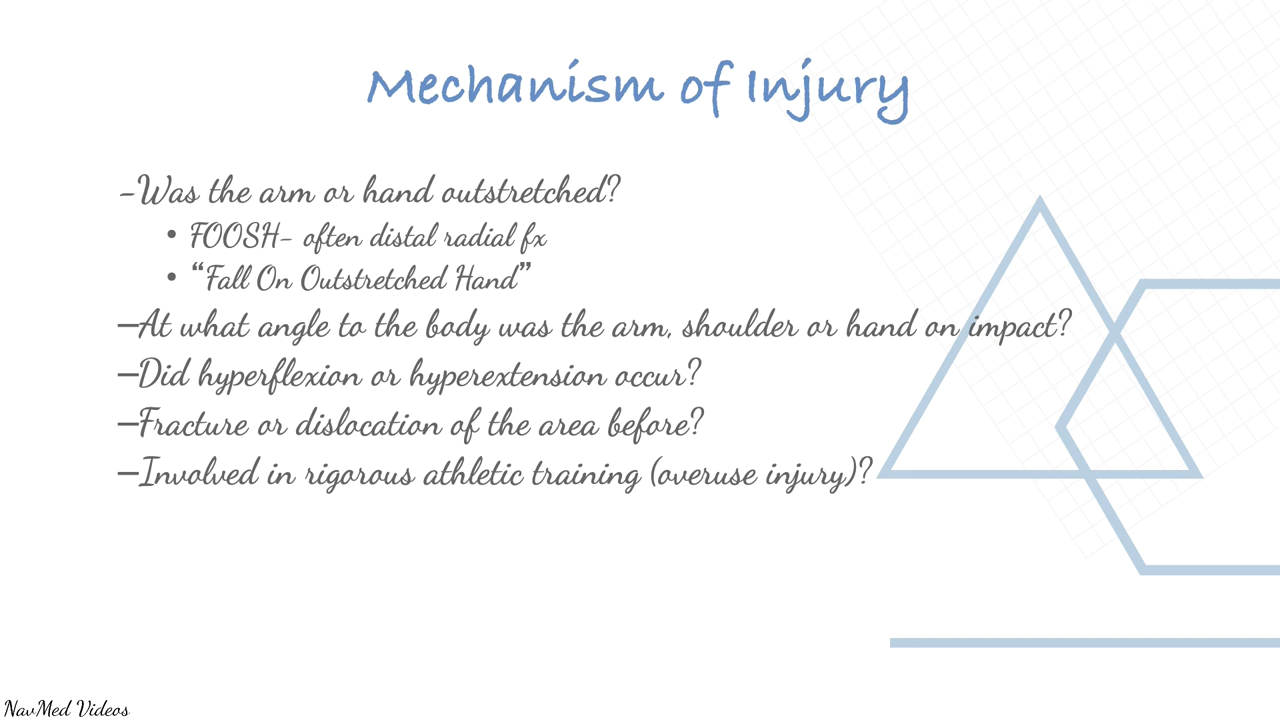 Mechanism of Injury
-Was the arm or hand outstretched?
• FOOSH- often distal radial fx
• “Fall On Outstretched Hand”
–At what angle to the body was the arm, shoulder or hand on impact?
–Did hyperflexion or hyperextension occur?
–Fracture or dislocation of the area before?
–Involved in rigorous athletic training (overuse injury)?
NavMed Videos